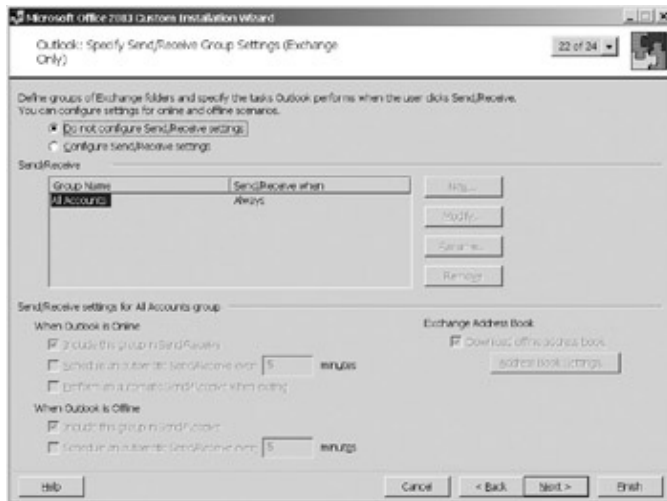 Microsoft Office 2003 Custom Installation Wizard
Outlook: Specify Send/Receive Group Settings (Exchange
Only)
22 of 24
Define groups of Exchange folders and specify the tasks Outlook performs when the user clicks Send/Receive.
You can configure settings for online and offline scenarios.
Do not configure Send/Receive settings
Configure Send/Receive settings
Send/Receive
Group Name Send/Receive when
All Accounts Always
New...
Modify...
Rename...
Remove
Send/Receive settings for All Accounts group
When Outlook is Online Exchange Address Book
Include this group in Send/Receive Download offline address book
Schedule an automatic Send/Receive every 5 minutes Address Book Settings...
Perform an automatic Send/Receive when exiting
When Outlook is Offline
Include this group in Send/Receive
Schedule an automatic Send/Receive every 5 minutes
Help Cancel < Back Next > Finish